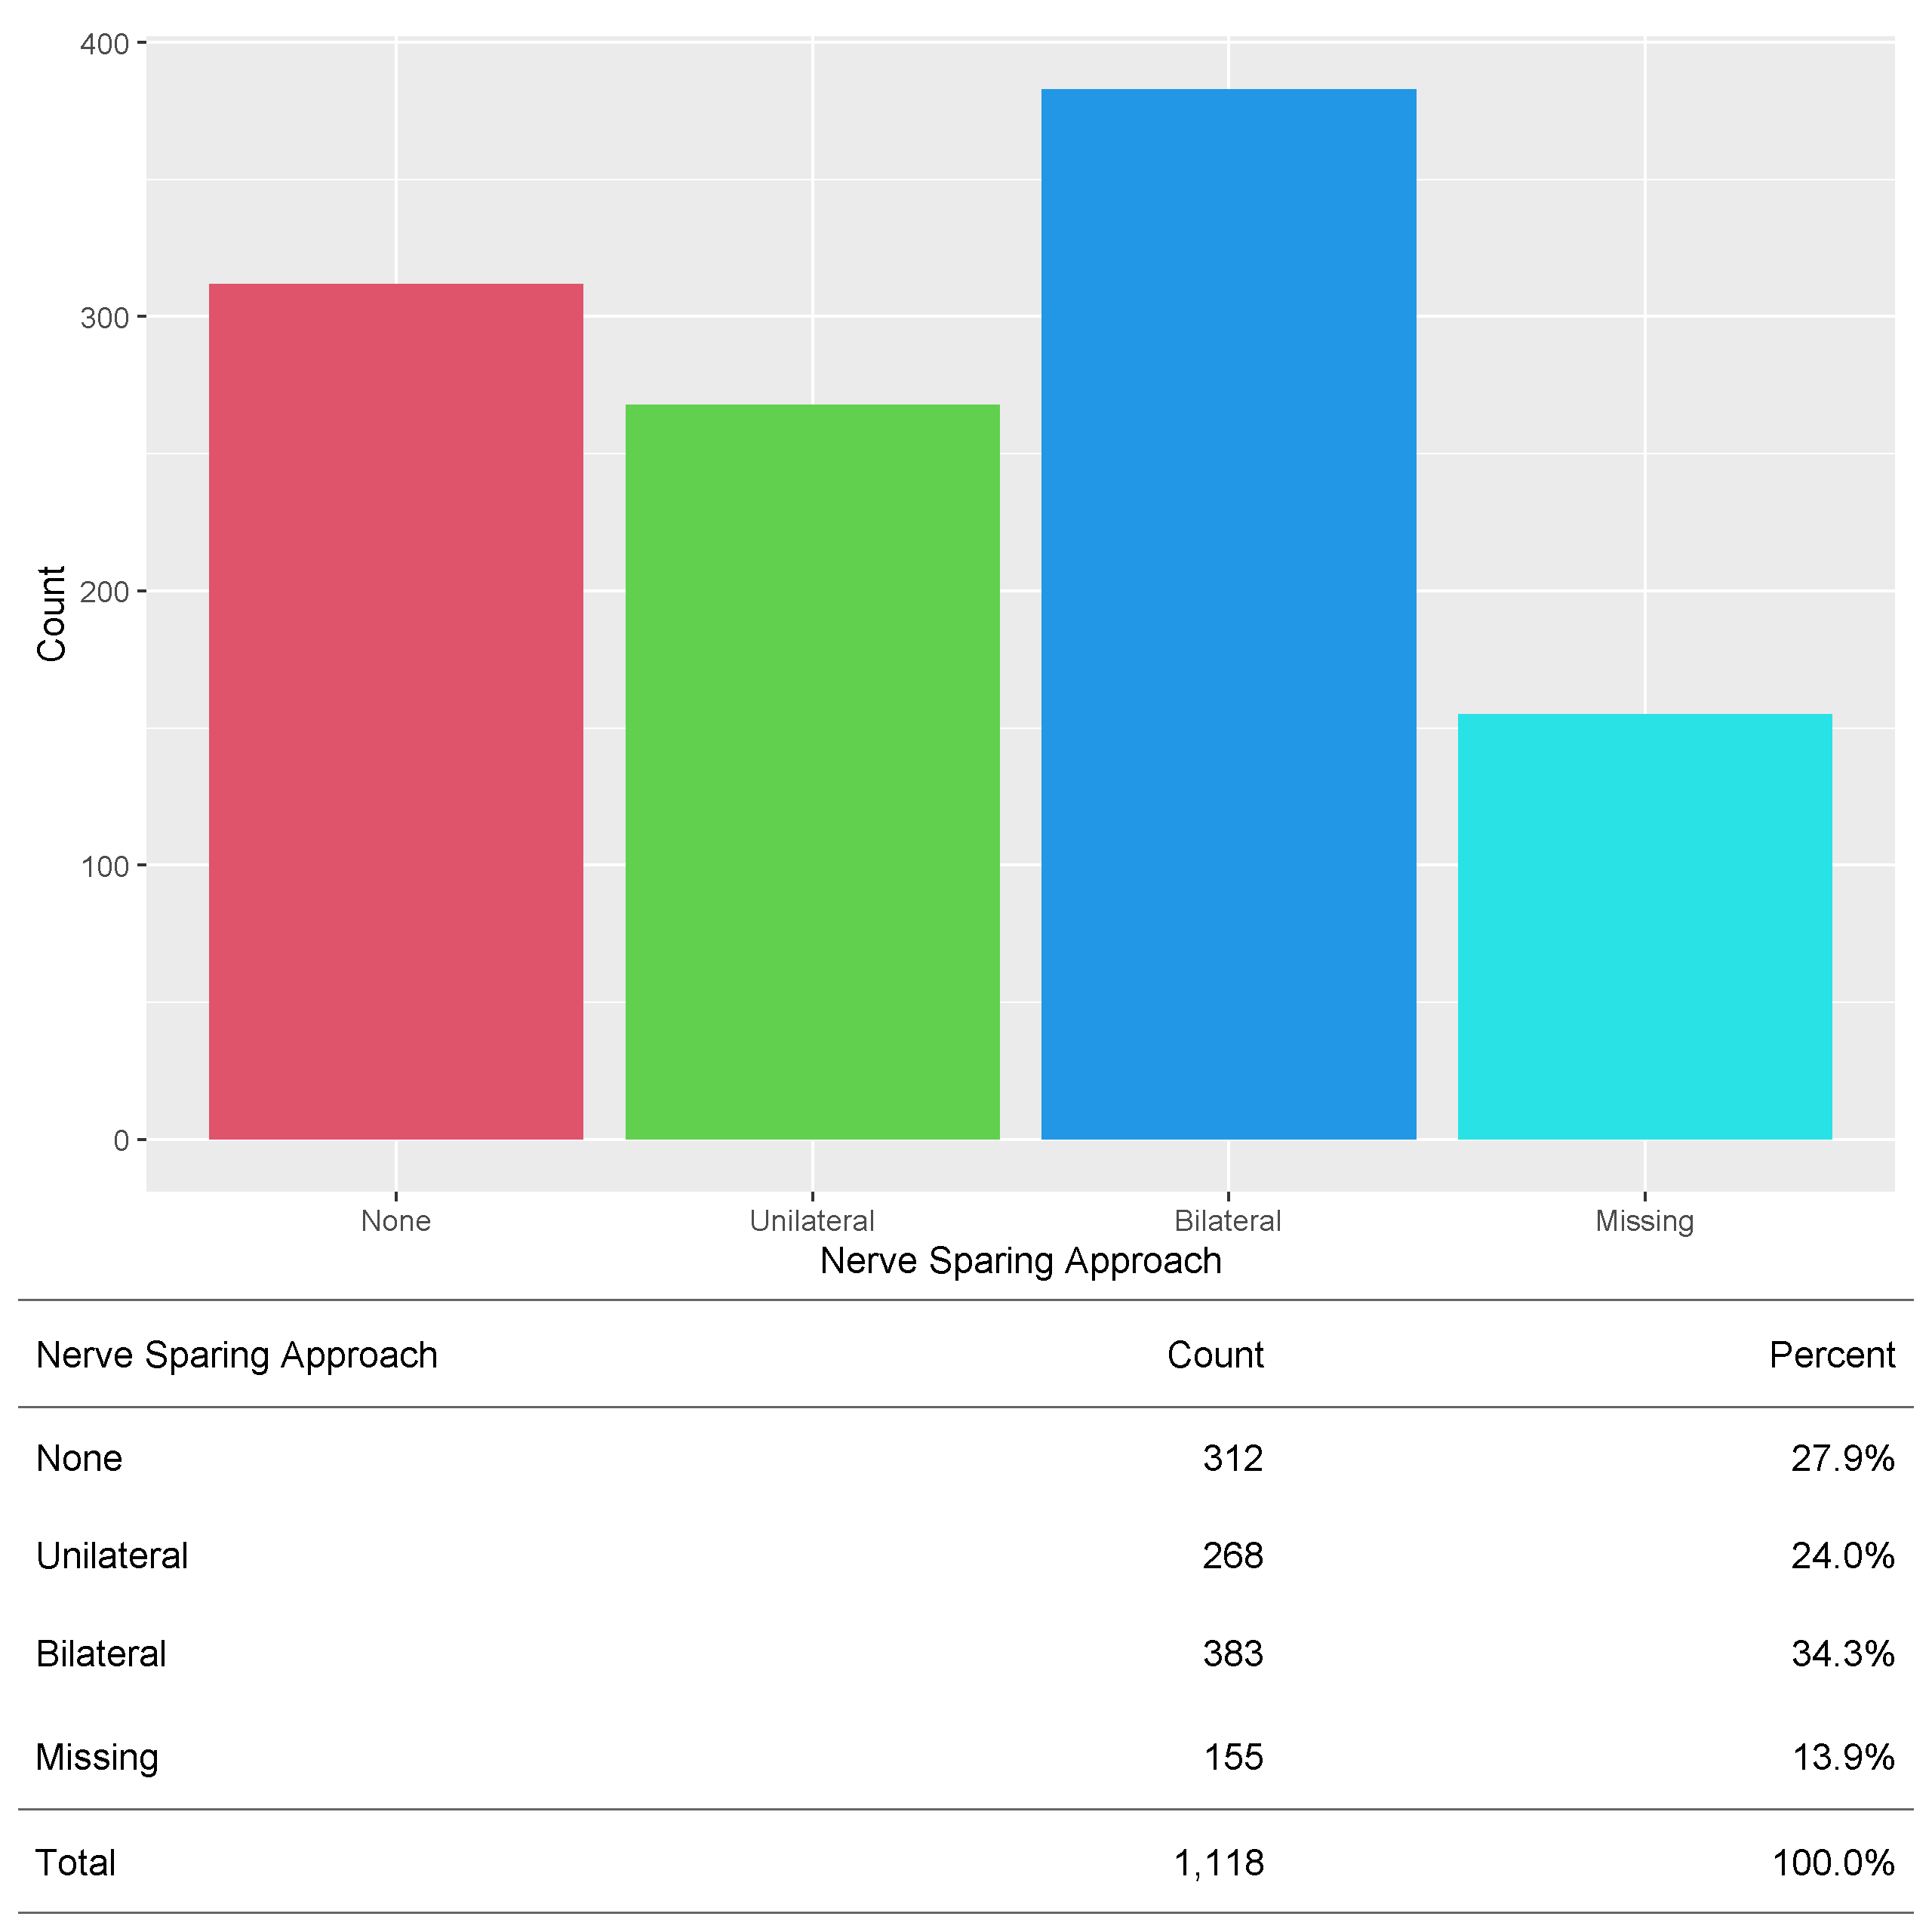 400
300
200
100
0
Count
None Unilateral Bilateral Missing
Nerve Sparing Approach
Nerve Sparing Approach Count Percent
None 312 27.9%
Unilateral 268 24.0%
Bilateral 383 34.3%
Missing 155 13.9%
Total 1,118 100.0%